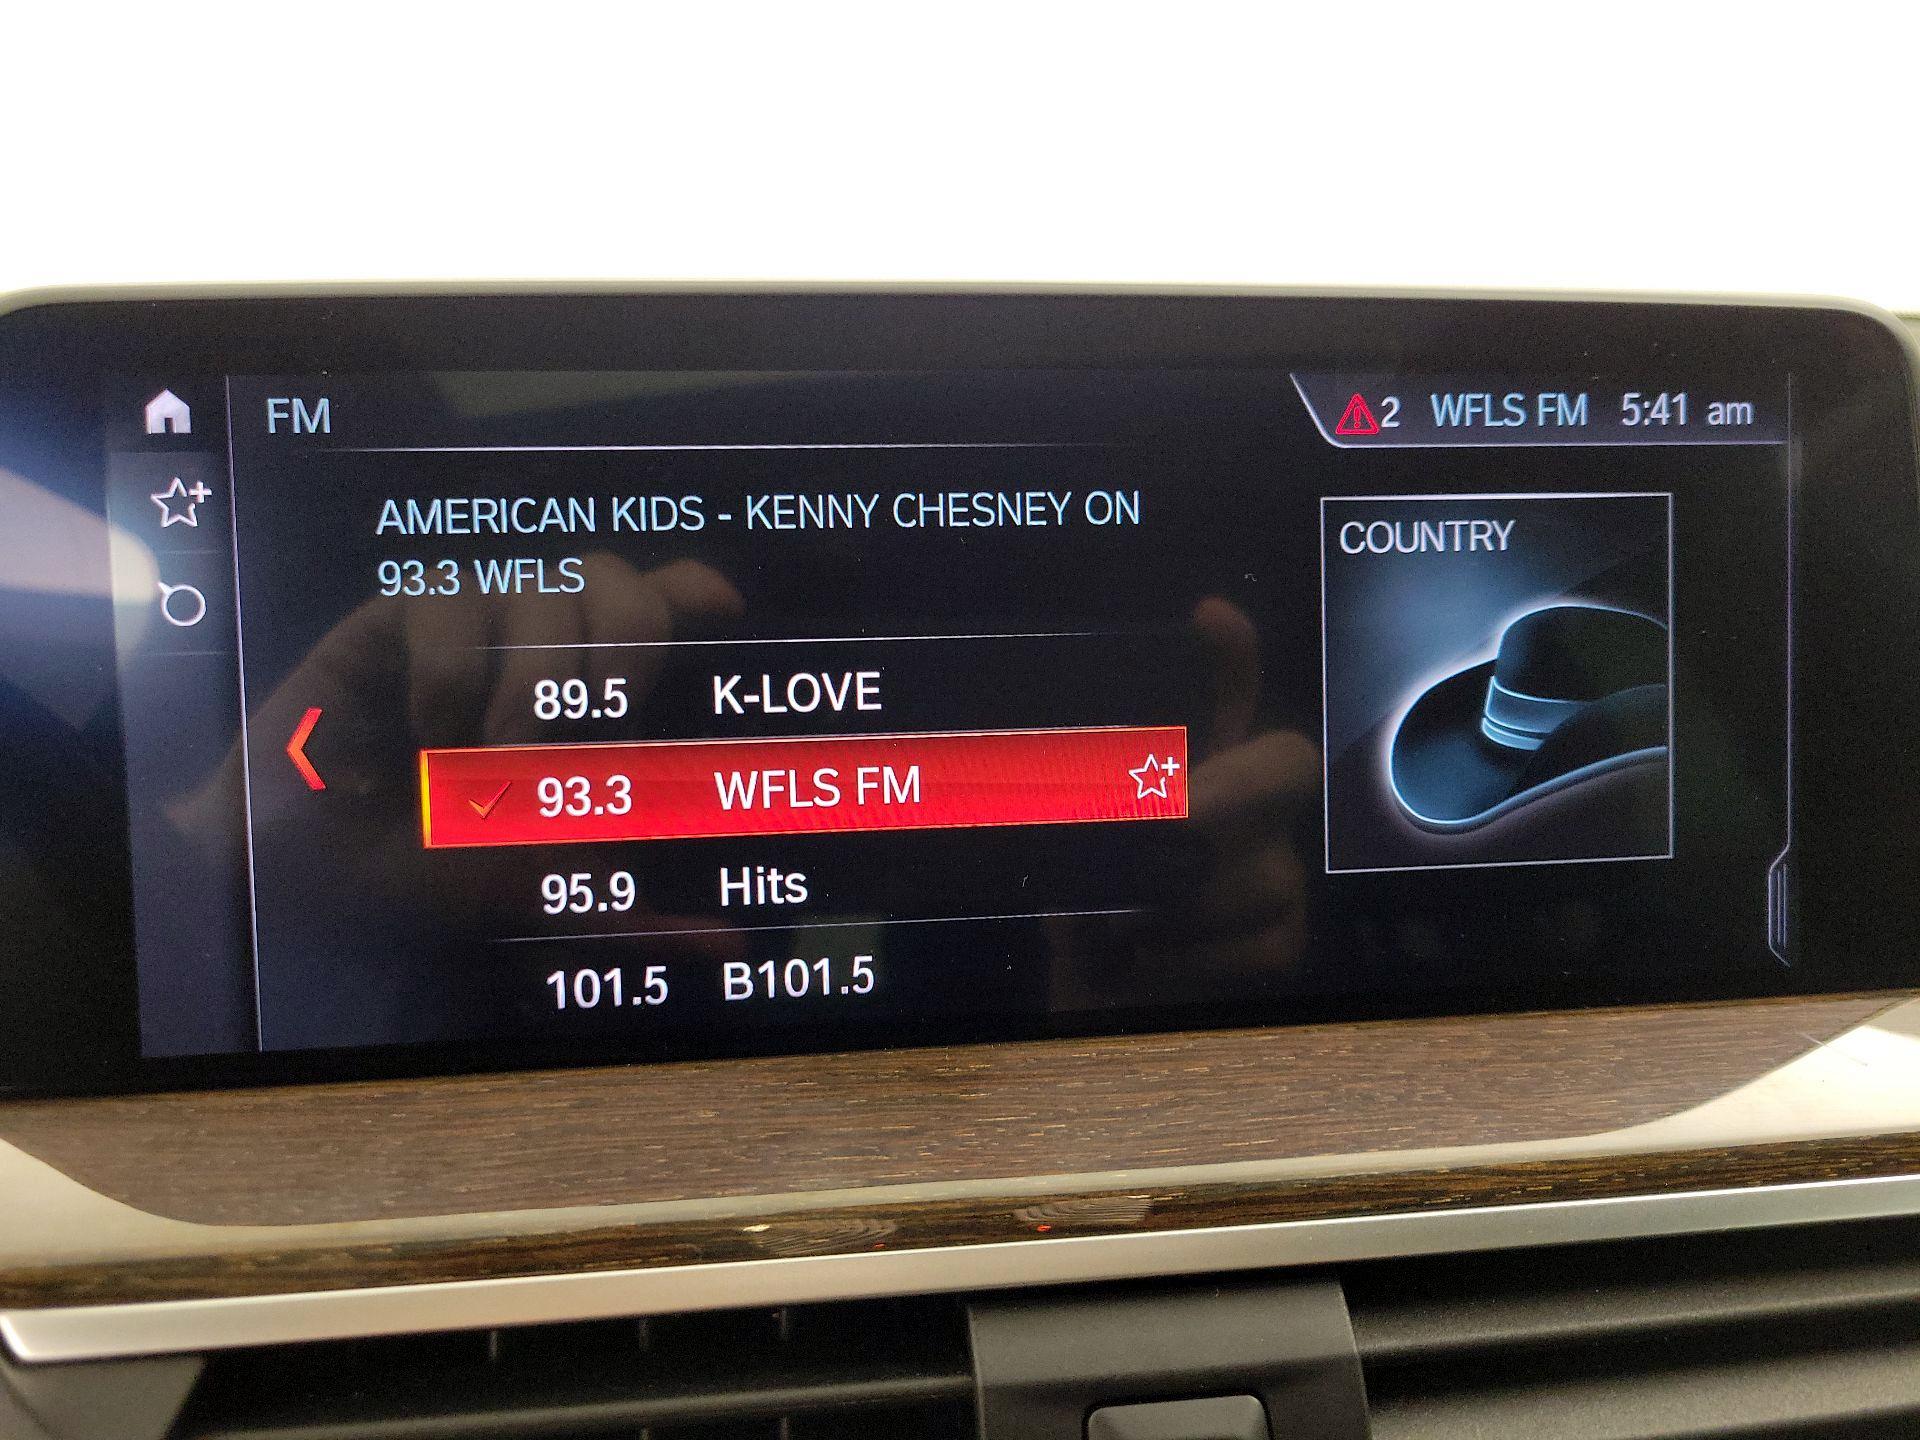 FM
2 WFLS FM 5:41 am
AMERICAN KIDS - KENNY CHESNEY ON
93.3 WFLS
COUNTRY
89.5 K-LOVE
93.3 WFLS FM
95.9 Hits
101.5 B101.5